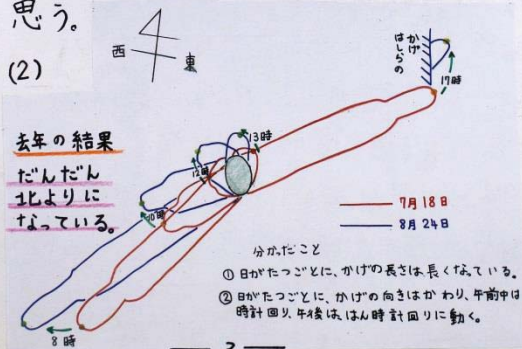 思う。
(2)
西 東
かげ
はしらの
17時
13時
12時
10時
8時
去年の結果
だんだん
北よりに
なっている。
7月18日
8月24日
分かったこと
① 日がたつごとに、かげの長さは長くなっている。
② 日がたつごとに、かげの向きはかわり、午前中は
時計回り、午後は、はん時計回りに動く。
2